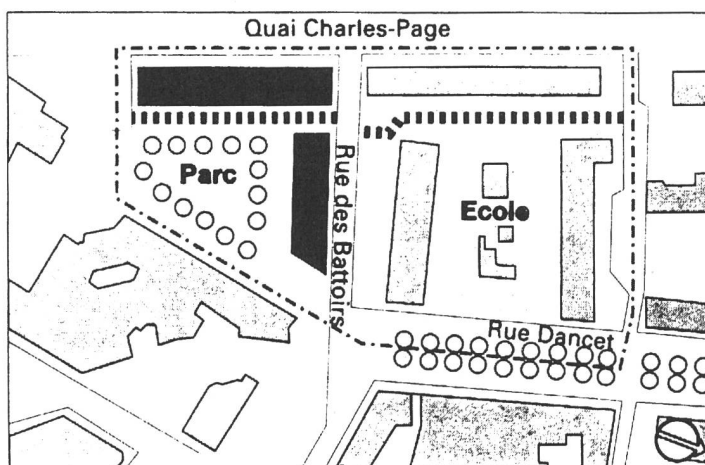 Quai Charles-Page
Parc
Rue des Battoirs
Ecole
Rue Dancet